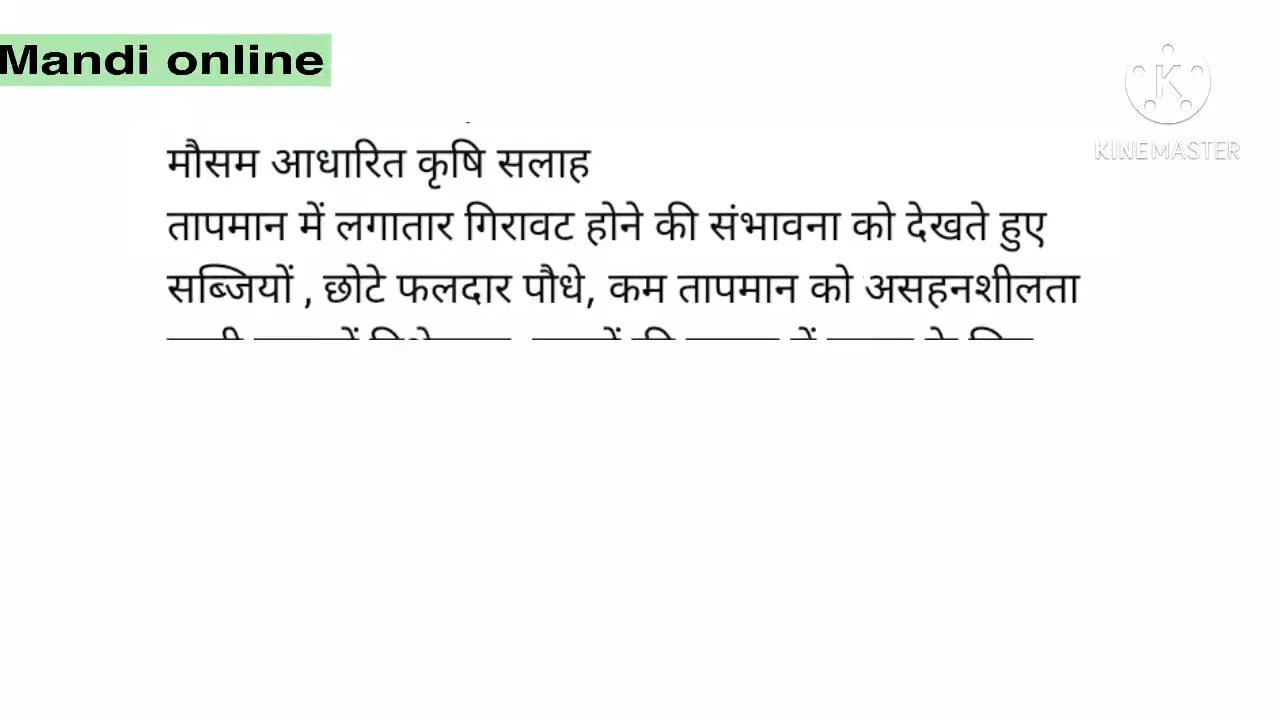 Mandi online
KINEMASTER
मौसम आधारित कृषि सलाह
तापमान में लगातार गिरावट होने की संभावना को देखते हुए
सब्जियों , छोटे फलदार पौधे, कम तापमान को असहनशीलता